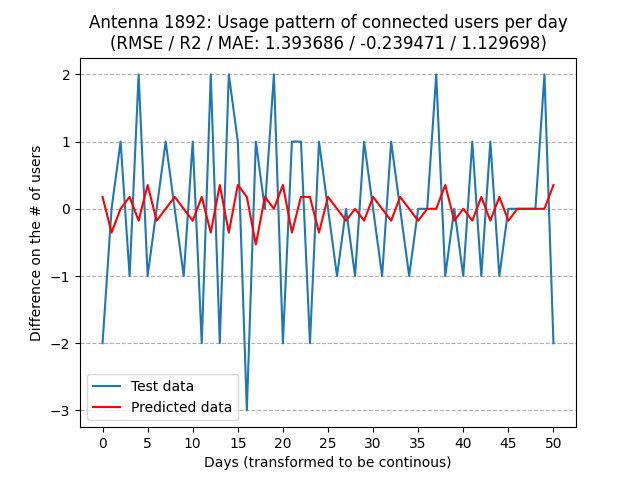 Antenna 1892: Usage pattern of connected users per day
(RMSE / R2 / MAE: 1.393686 / -0.239471 / 1.129698)
Difference on the # of users
2
1
0
−1
−2
−3
Test data
Predicted data
0 5 10 15 20 25 30 35 40 45 50
Days (transformed to be continous)